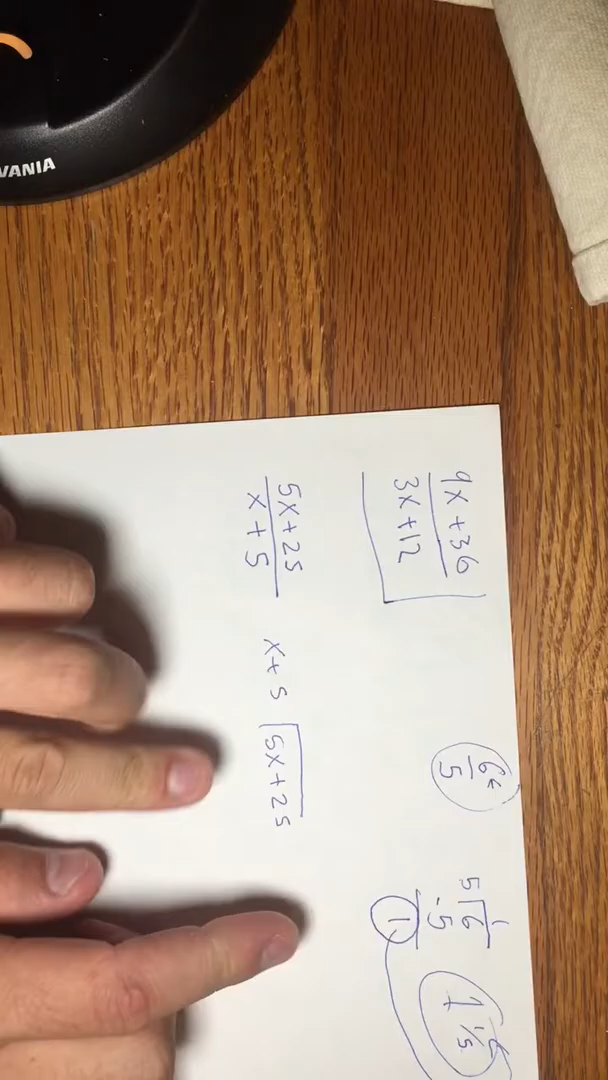 VANIA
9x + 36
3x + 12
6
5
1
5 6
-5
1
1 1/5
5x + 25
x + 5
x + 5 5x + 25